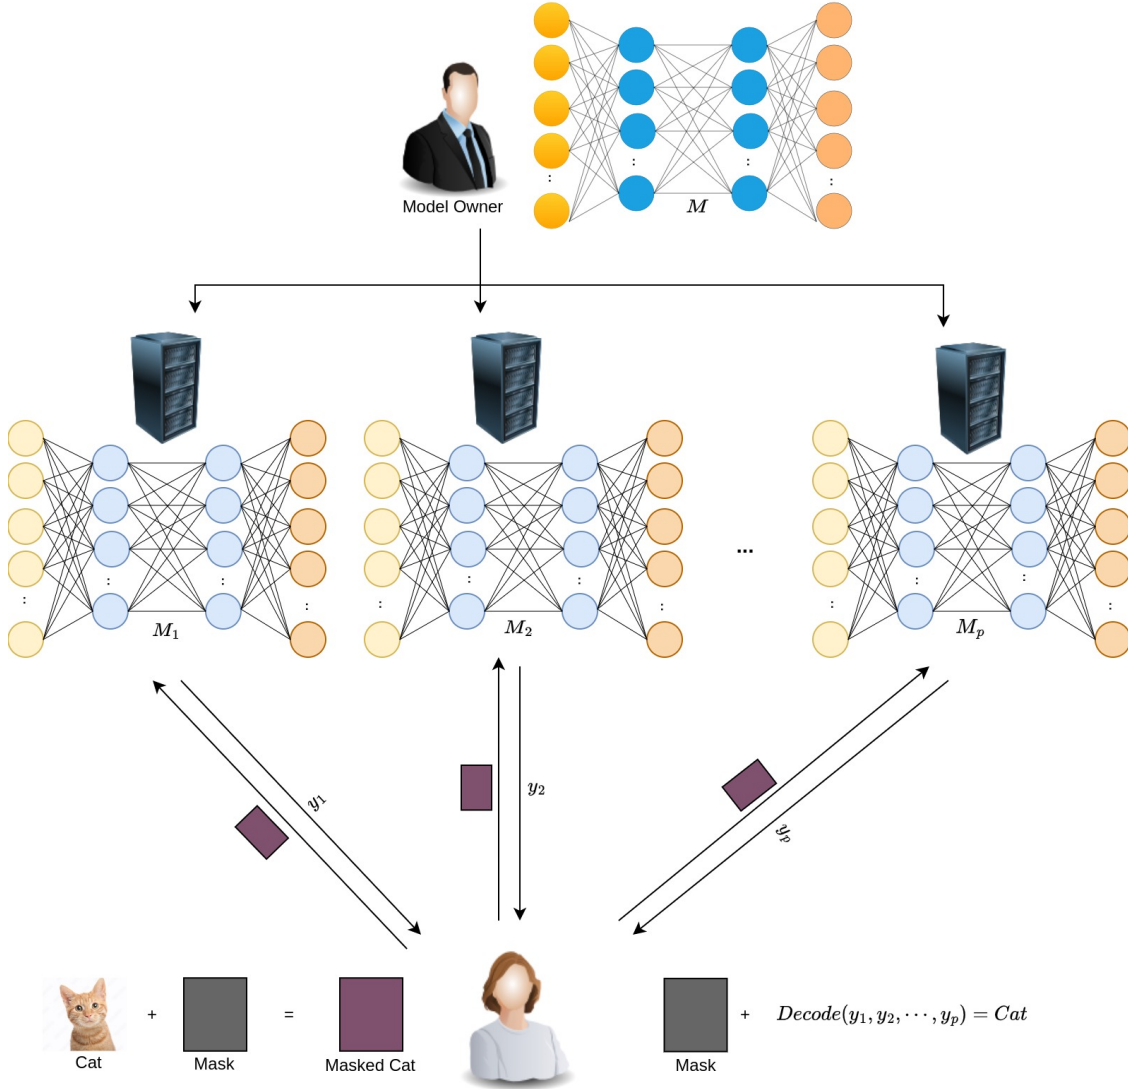 Model Owner
M
M₁
M₂
...
Mₚ
y₁
y₂
yₚ
+
=
+ Decode(y₁, y₂, ⋯, yₚ) = Cat
Cat
Mask
Masked Cat
Mask